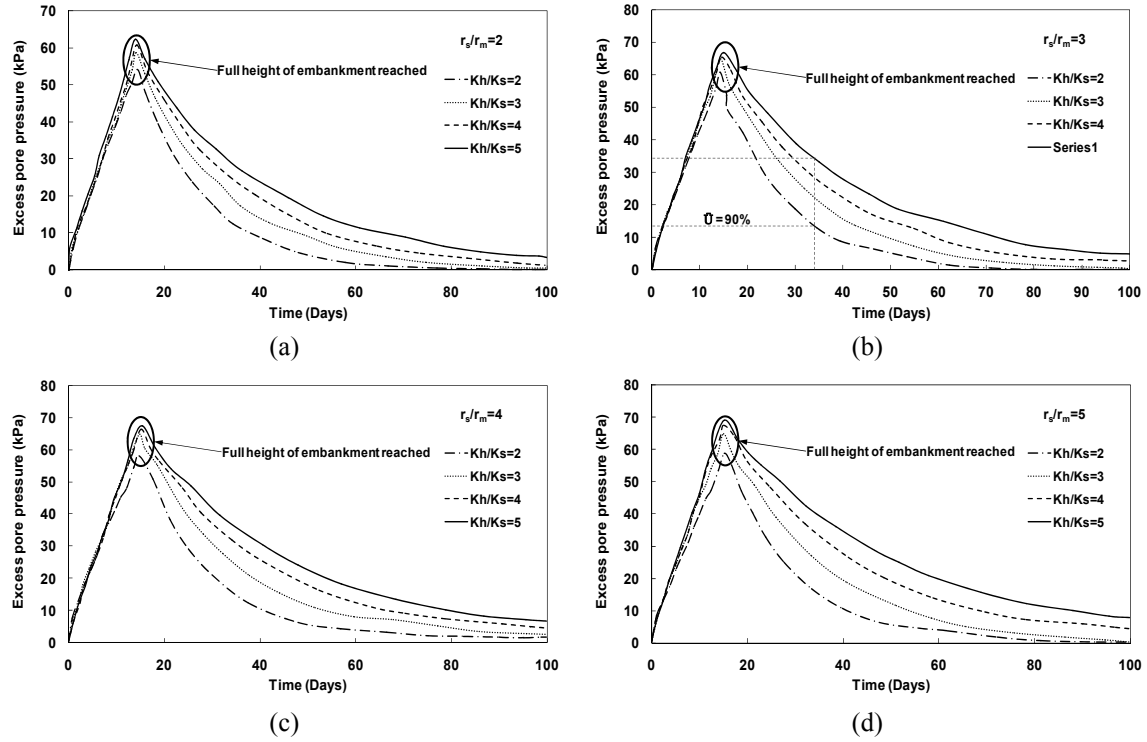 80
70
60
50
40
30
20
10
0
Excess pore pressure (kPa)
rs/rm=2
Full height of embankment reached
Kh/Ks=2
Kh/Ks=3
Kh/Ks=4
Kh/Ks=5
0 20 40 60 80 100
Time (Days)
(a)
80
70
60
50
40
30
20
10
0
Excess pore pressure (kPa)
rs/rm=3
Full height of embankment reached
Kh/Ks=2
Kh/Ks=3
Kh/Ks=4
Series1
Ū=90%
0 10 20 30 40 50 60 70 80 90 100
Time (Days)
(b)
80
70
60
50
40
30
20
10
0
Excess pore pressure (kPa)
rs/rm=4
Full height of embankment reached
Kh/Ks=2
Kh/Ks=3
Kh/Ks=4
Kh/Ks=5
0 20 40 60 80 100
Time (Days)
(c)
80
70
60
50
40
30
20
10
0
Excess pore pressure (kPa)
rs/rm=5
Full height of embankment reached
Kh/Ks=2
Kh/Ks=3
Kh/Ks=4
Kh/Ks=5
0 20 40 60 80 100
Time (Days)
(d)